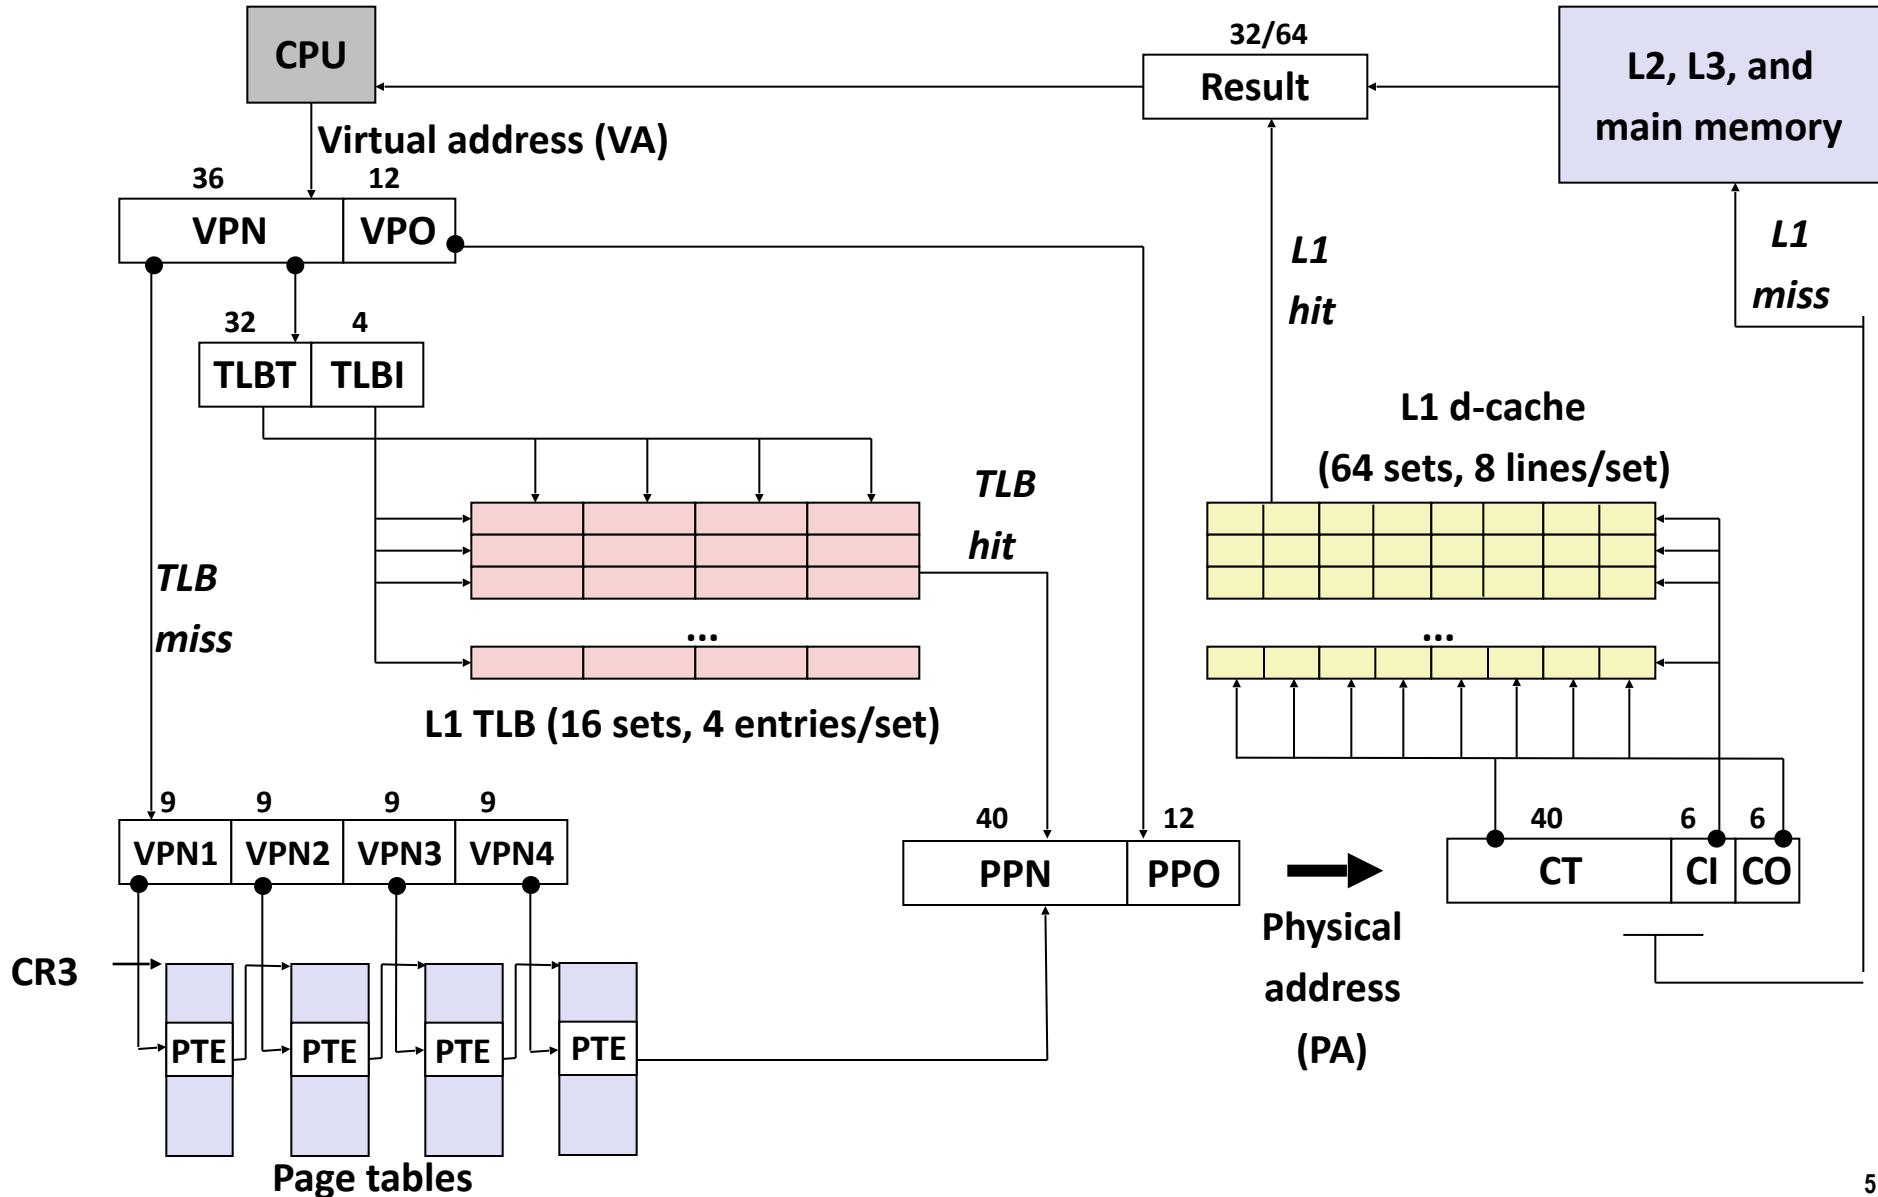 CPU
32/64
Result
L2, L3, and
main memory
Virtual address (VA)
36
12
VPN
VPO
L1
hit
L1
miss
32
4
TLBT
TLBI
L1 d-cache
(64 sets, 8 lines/set)
TLB
hit
TLB
miss
...
...
L1 TLB (16 sets, 4 entries/set)
9
9
9
9
VPN1
VPN2
VPN3
VPN4
40
12
PPN
PPO
40
6
6
CT
CI
CO
Physical
address
(PA)
CR3
PTE
PTE
PTE
PTE
Page tables
5